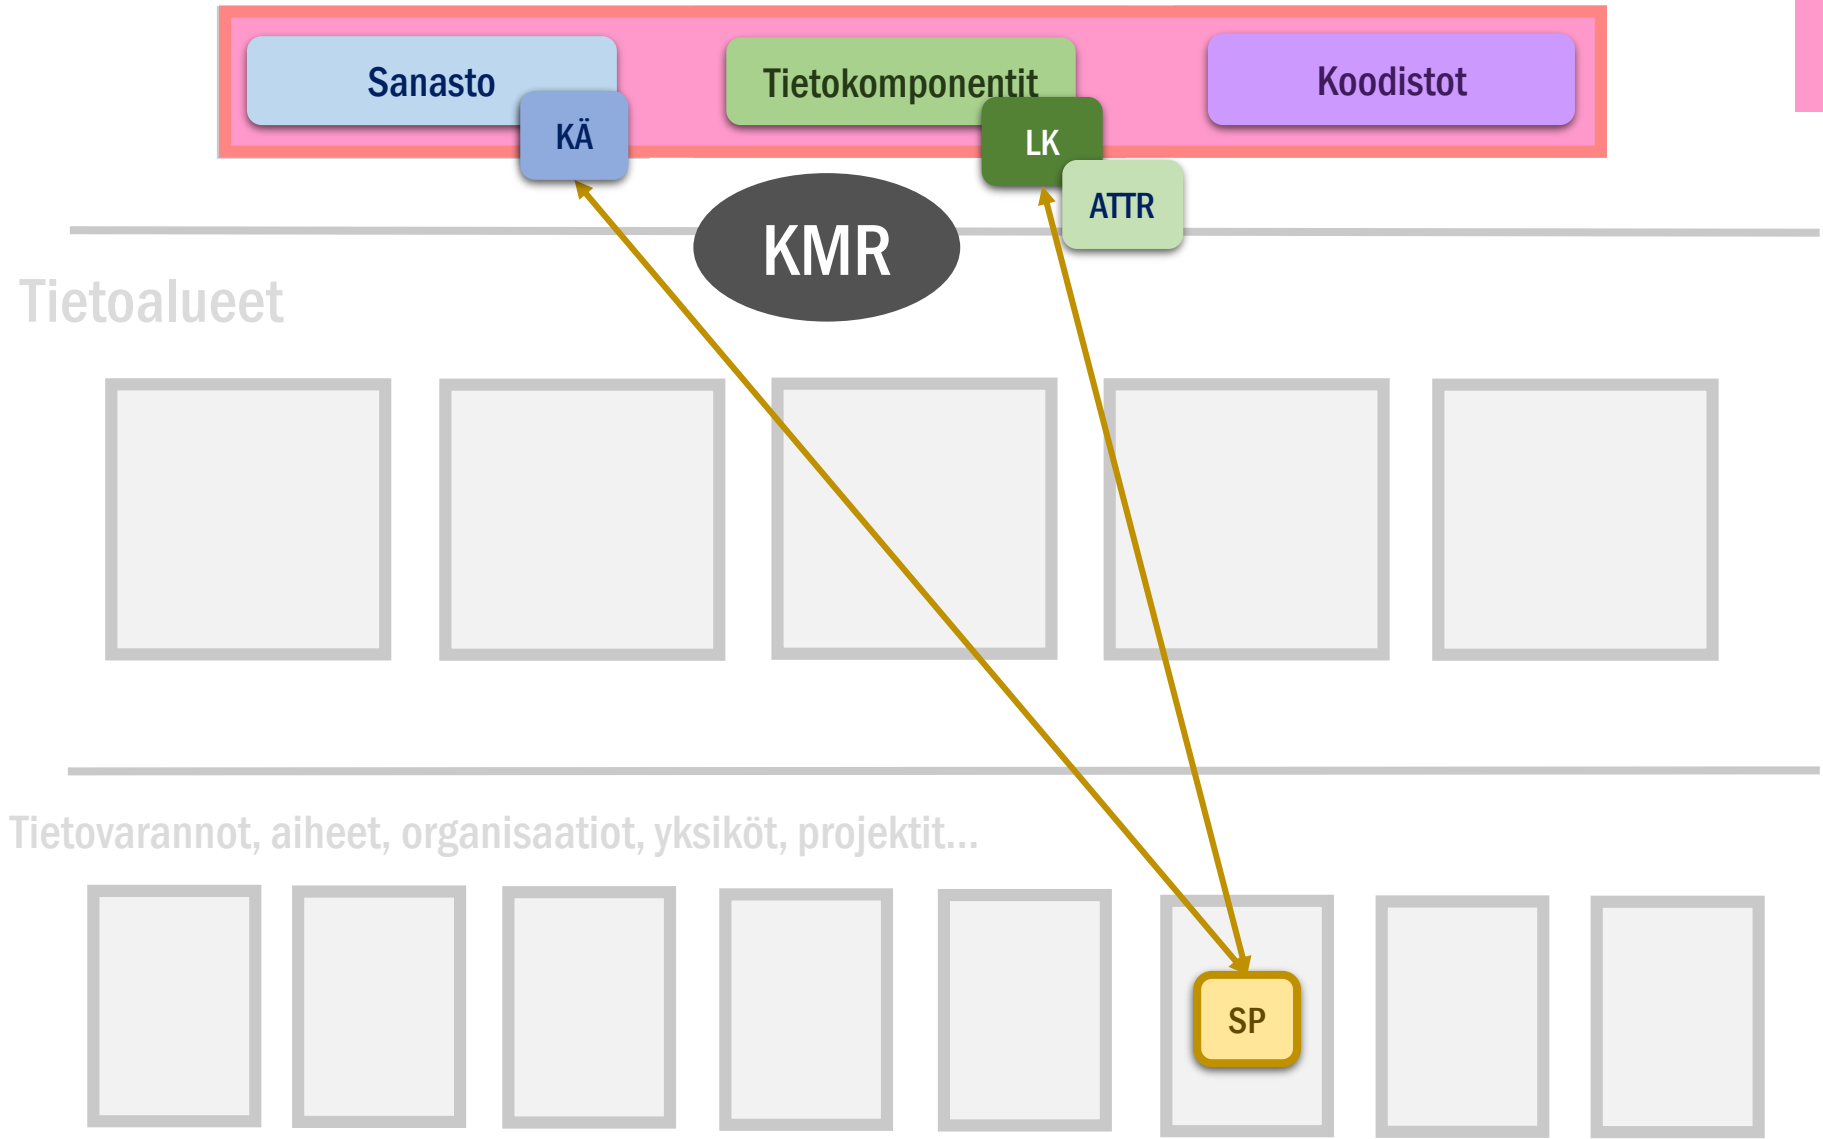 Sanasto
Tietokomponentit
Koodistot
KÄ
LK
ATTR
KMR
Tietoalueet
Tietovarannot, aiheet, organisaatiot, yksiköt, projektit...
SP